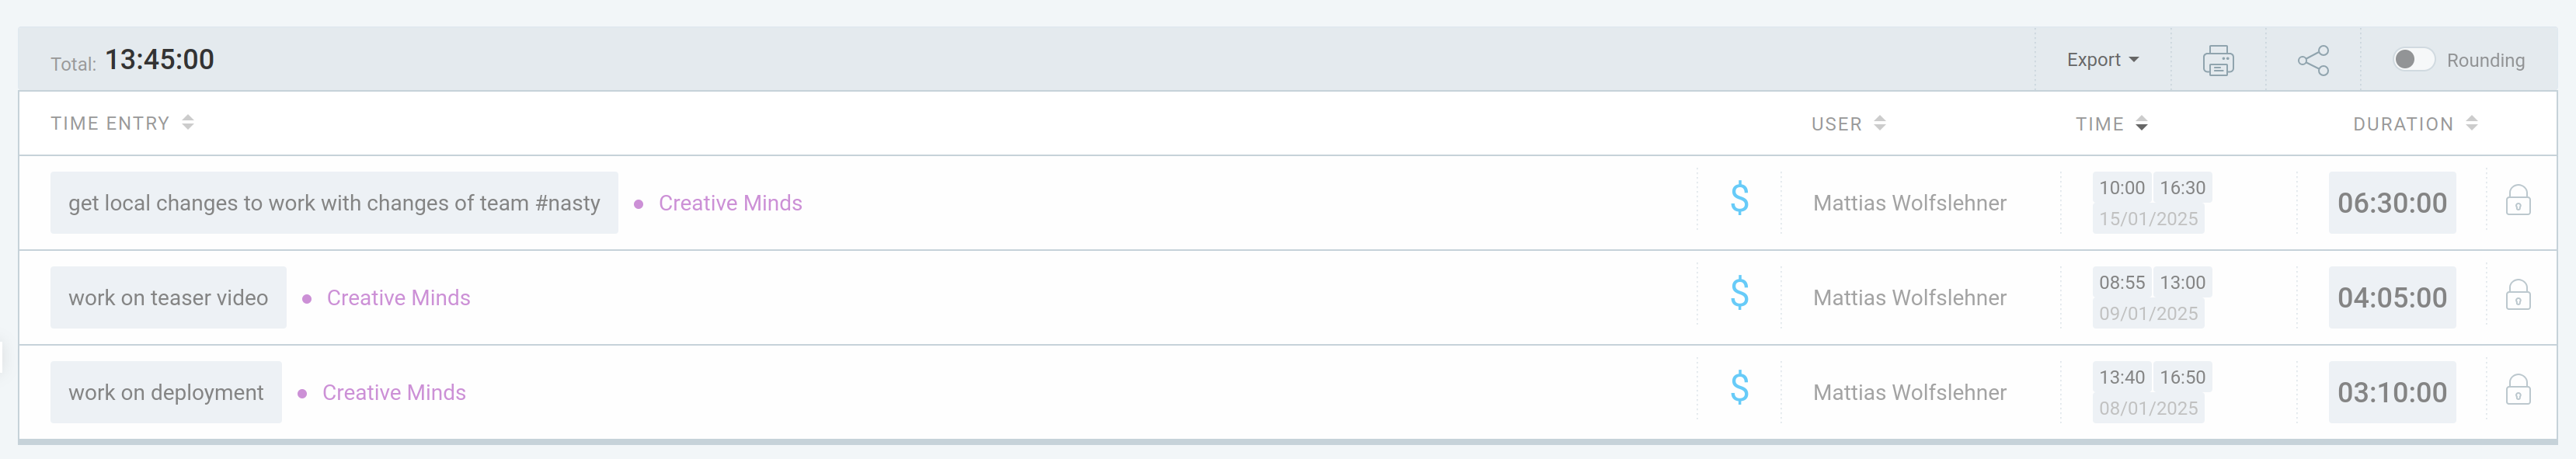 Total: 13:45:00 Export Rounding
TIME ENTRY USER TIME DURATION
get local changes to work with changes of team #nasty • Creative Minds $ Mattias Wolfslehner 10:00 16:30 06:30:00
15/01/2025
work on teaser video • Creative Minds $ Mattias Wolfslehner 08:55 13:00 04:05:00
09/01/2025
work on deployment • Creative Minds $ Mattias Wolfslehner 13:40 16:50 03:10:00
08/01/2025